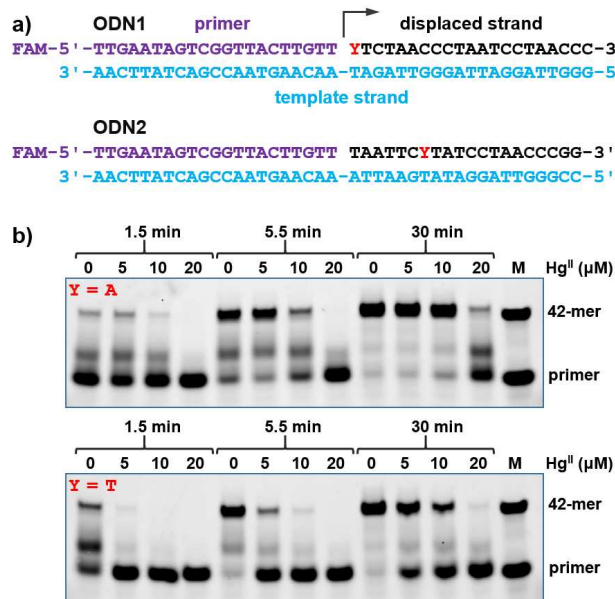 a) ODN1 primer displaced strand
FAM-5'-TTGAATAGTCGGTTACTTGTT YTCTAACCCTAATCCTAACCC-3
3'-AACTTATCAGCCAATGAACAA-TAGATTGGGATTAGGATTGGG-5
template strand
ODN2
FAM-5'-TTGAATAGTCGGTTACTTGTT TAATTCYTATCCTAACCCGG-3'
3'-AACTTATCAGCCAATGAACAA-ATTAAGTATAGGATTGGGCC-5'
b)
1.5 min 5.5 min 30 min
0 5 10 20 0 5 10 20 0 5 10 20 M Hg^II (µM)
Y = A
42-mer
primer
1.5 min 5.5 min 30 min
0 5 10 20 0 5 10 20 0 5 10 20 M Hg^II (µM)
Y = T
42-mer
primer